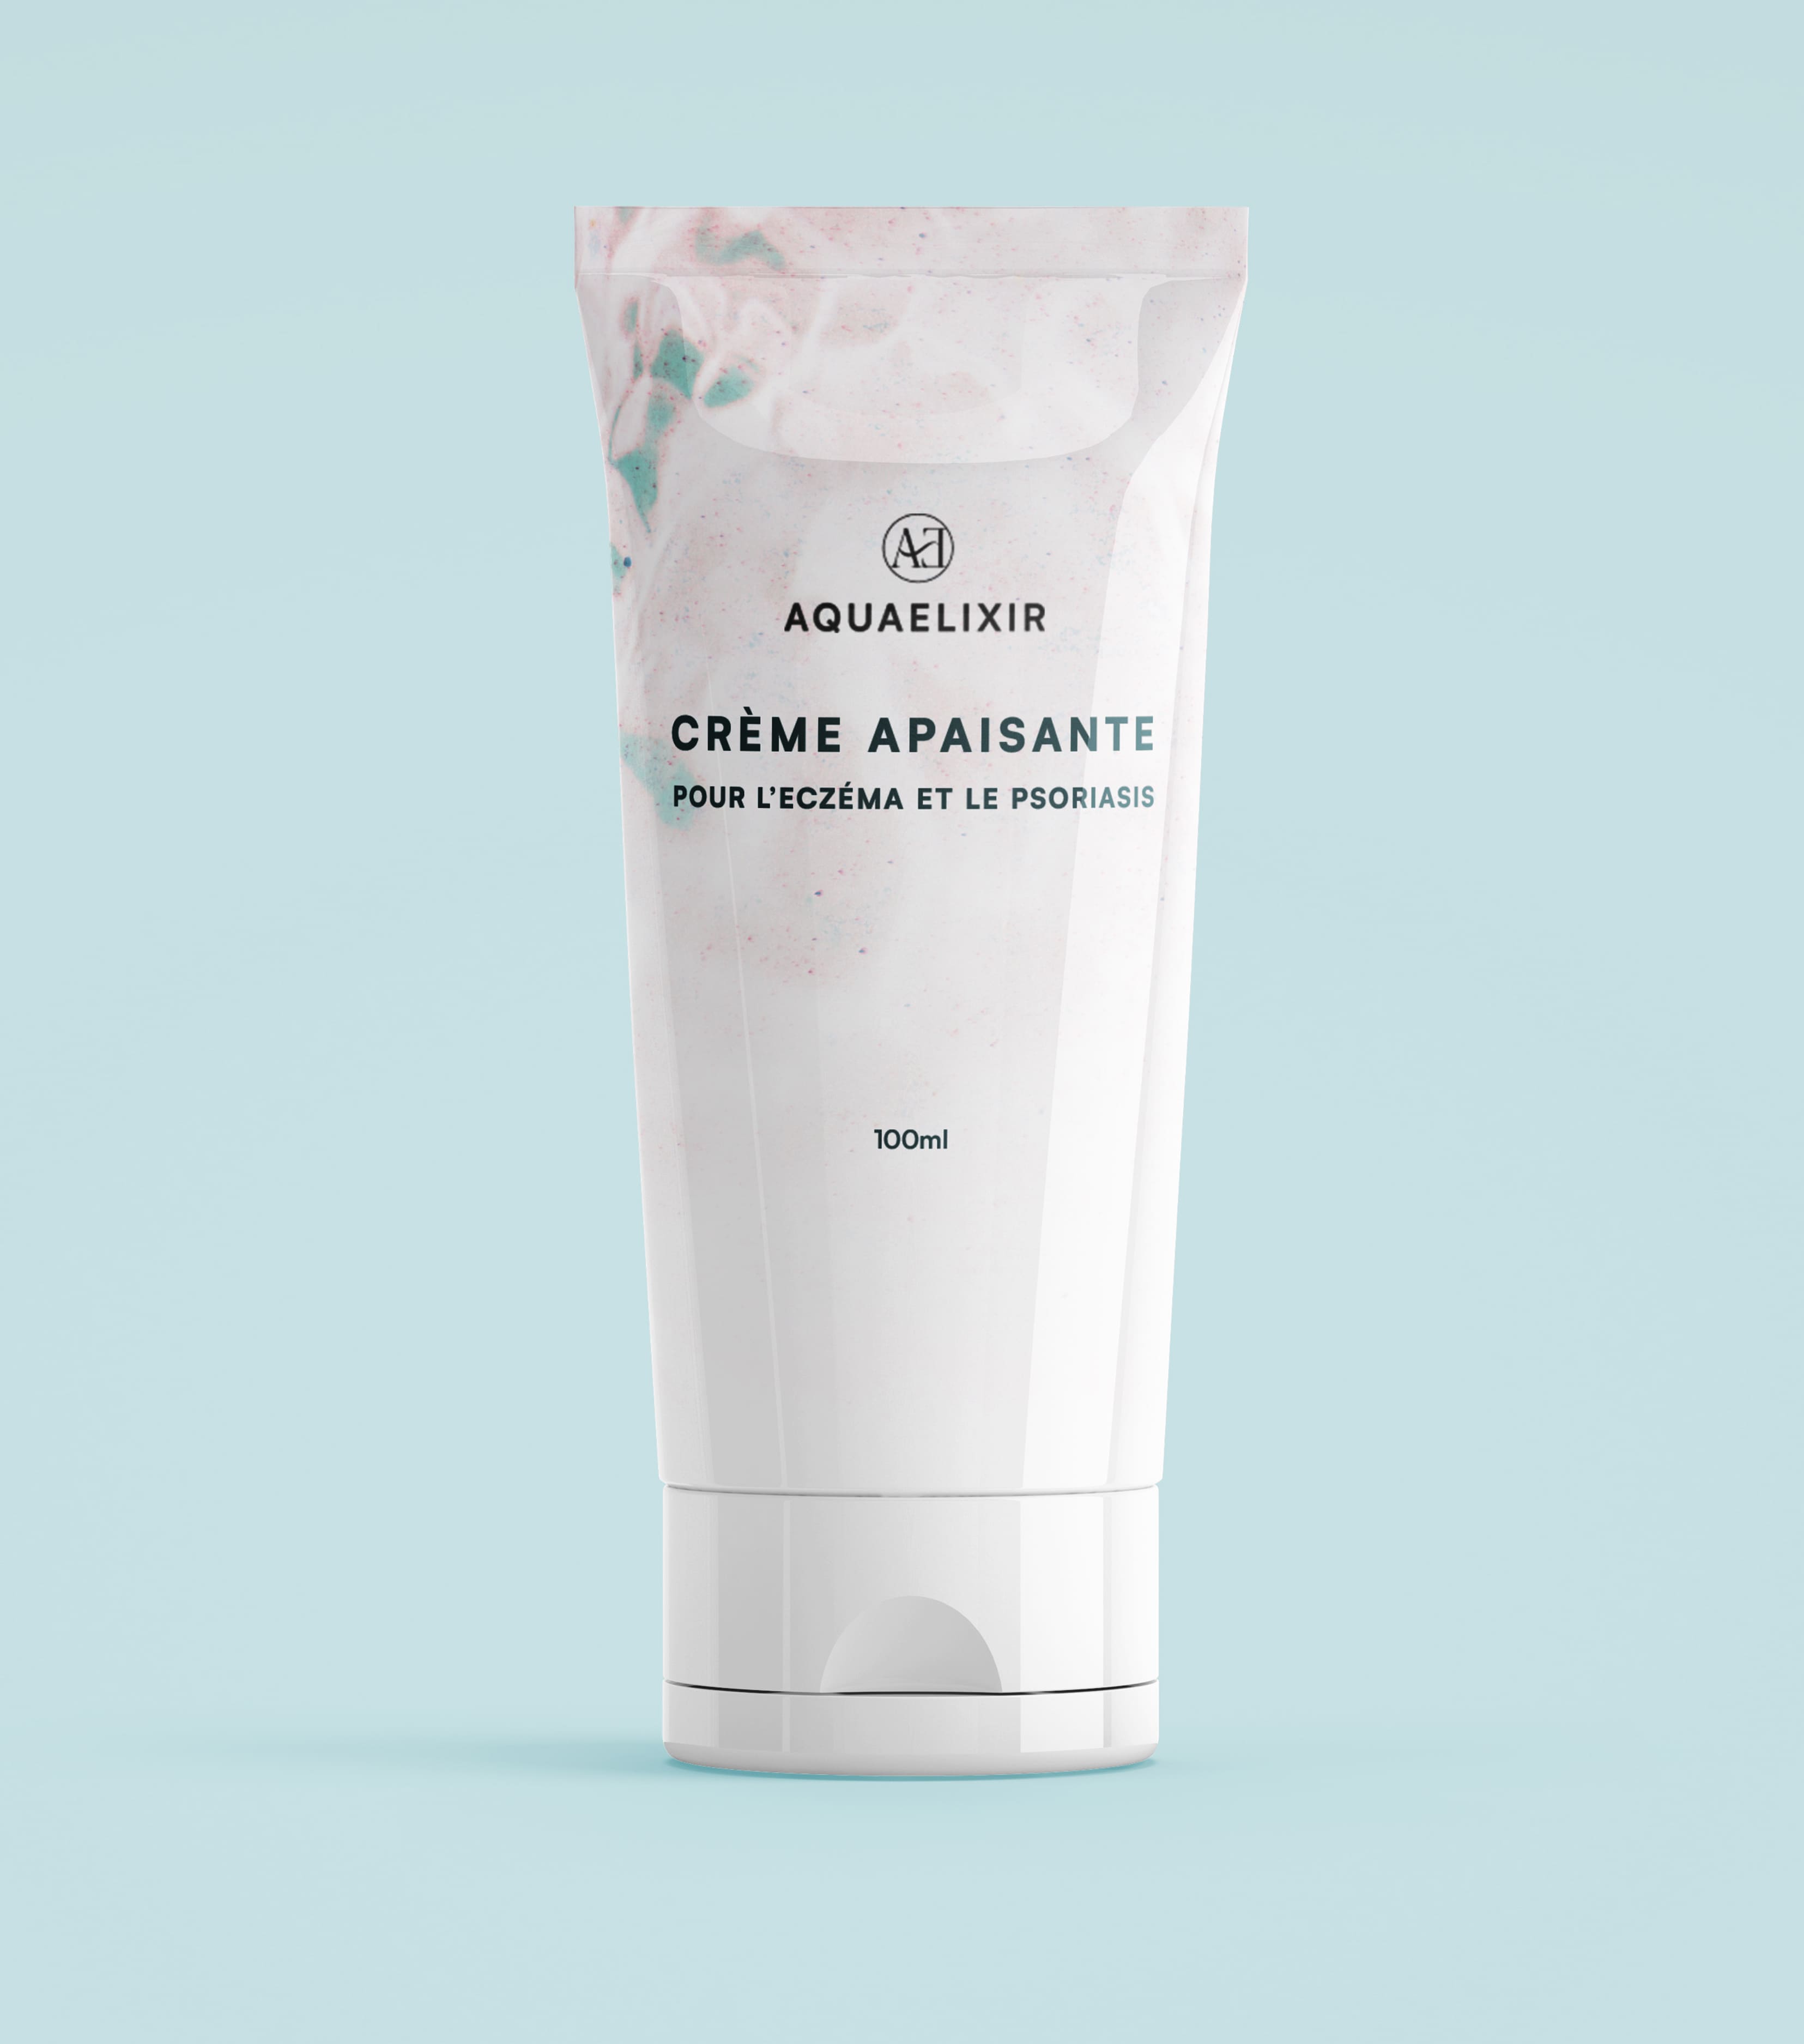 AE
AQUAELIXIR
CRÈME APAISANTE
POUR L’ECZÉMA ET LE PSORIASIS
100ml